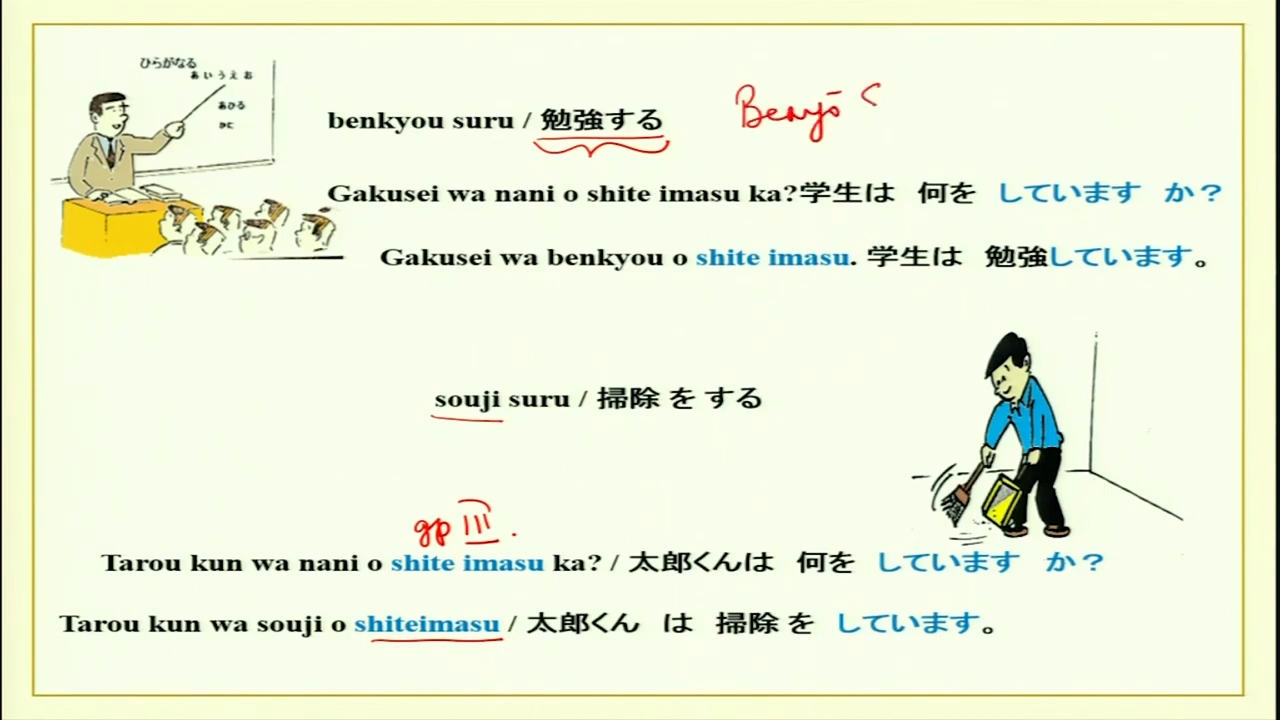 ひらがなる
あ い う え お
あひる
かに
benkyou suru / 勉強する
Gakusei wa nani o shite imasu ka?学生は 何を しています か?
Gakusei wa benkyou o shite imasu. 学生は 勉強しています。
souji suru / 掃除 を する
gp III .
Tarou kun wa nani o shite imasu ka? / 太郎くんは 何を しています か?
Tarou kun wa souji o shiteimasu / 太郎くん は 掃除 を しています。